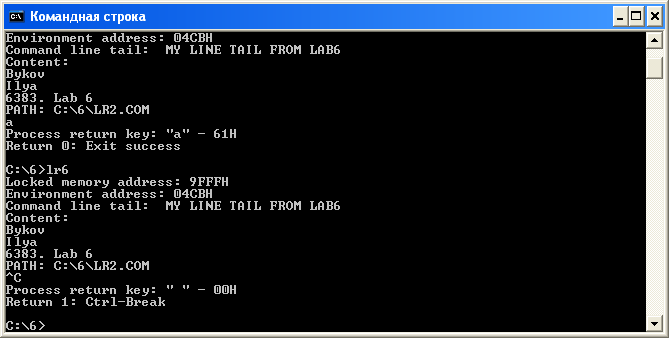 Командная строка
Environment address: 04CBH
Command line tail:  MY LINE TAIL FROM LAB6
Content:
Bykov
Ilya
6383. Lab 6
PATH: C:\6\LR2.COM
a
Process return key: "a" - 61H
Return 0: Exit success
C:\6>lr6
Locked memory address: 9FFFH
Environment address: 04CBH
Command line tail:  MY LINE TAIL FROM LAB6
Content:
Bykov
Ilya
6383. Lab 6
PATH: C:\6\LR2.COM
^C
Process return key: " " - 00H
Return 1: Ctrl-Break
C:\6>